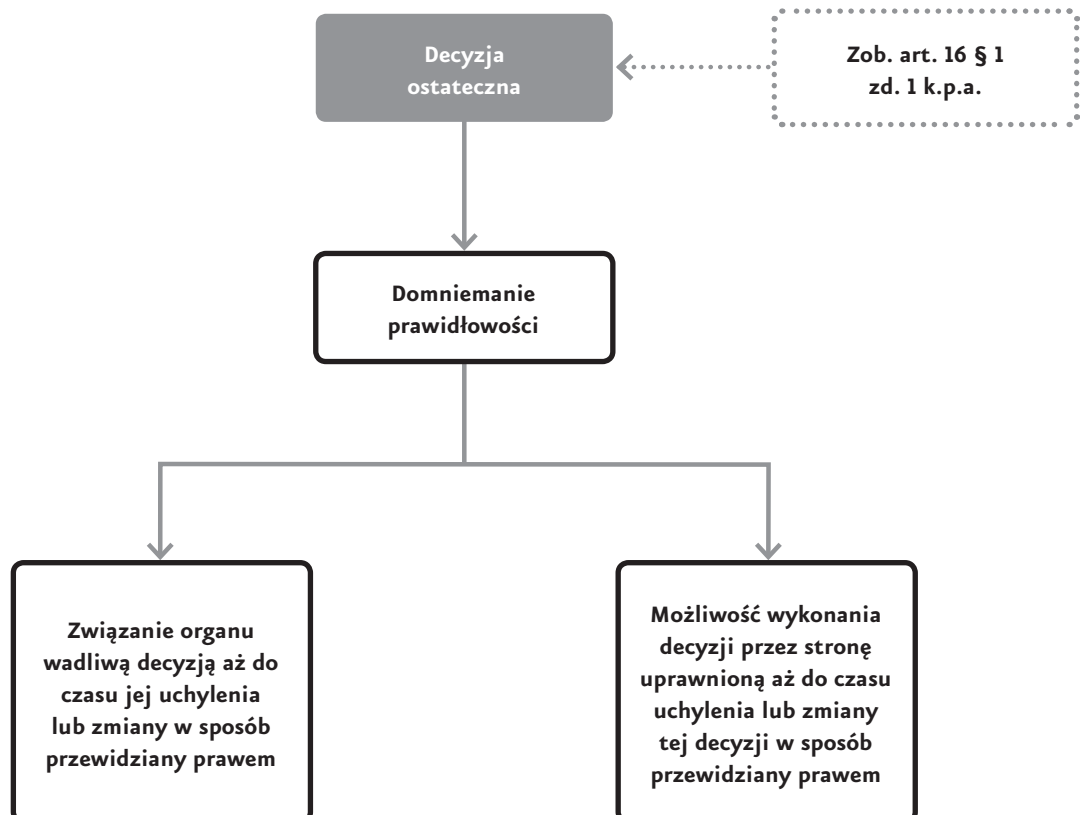 Decyzja
ostateczna
Zob. art. 16 § 1
zd. 1 k.p.a.
Domniemanie
prawidłowości
Związanie organu
wadliwą decyzją aż do
czasu jej uchylenia
lub zmiany w sposób
przewidziany prawem
Możliwość wykonania
decyzji przez stronę
uprawnioną aż do czasu
uchylenia lub zmiany
tej decyzji w sposób
przewidziany prawem